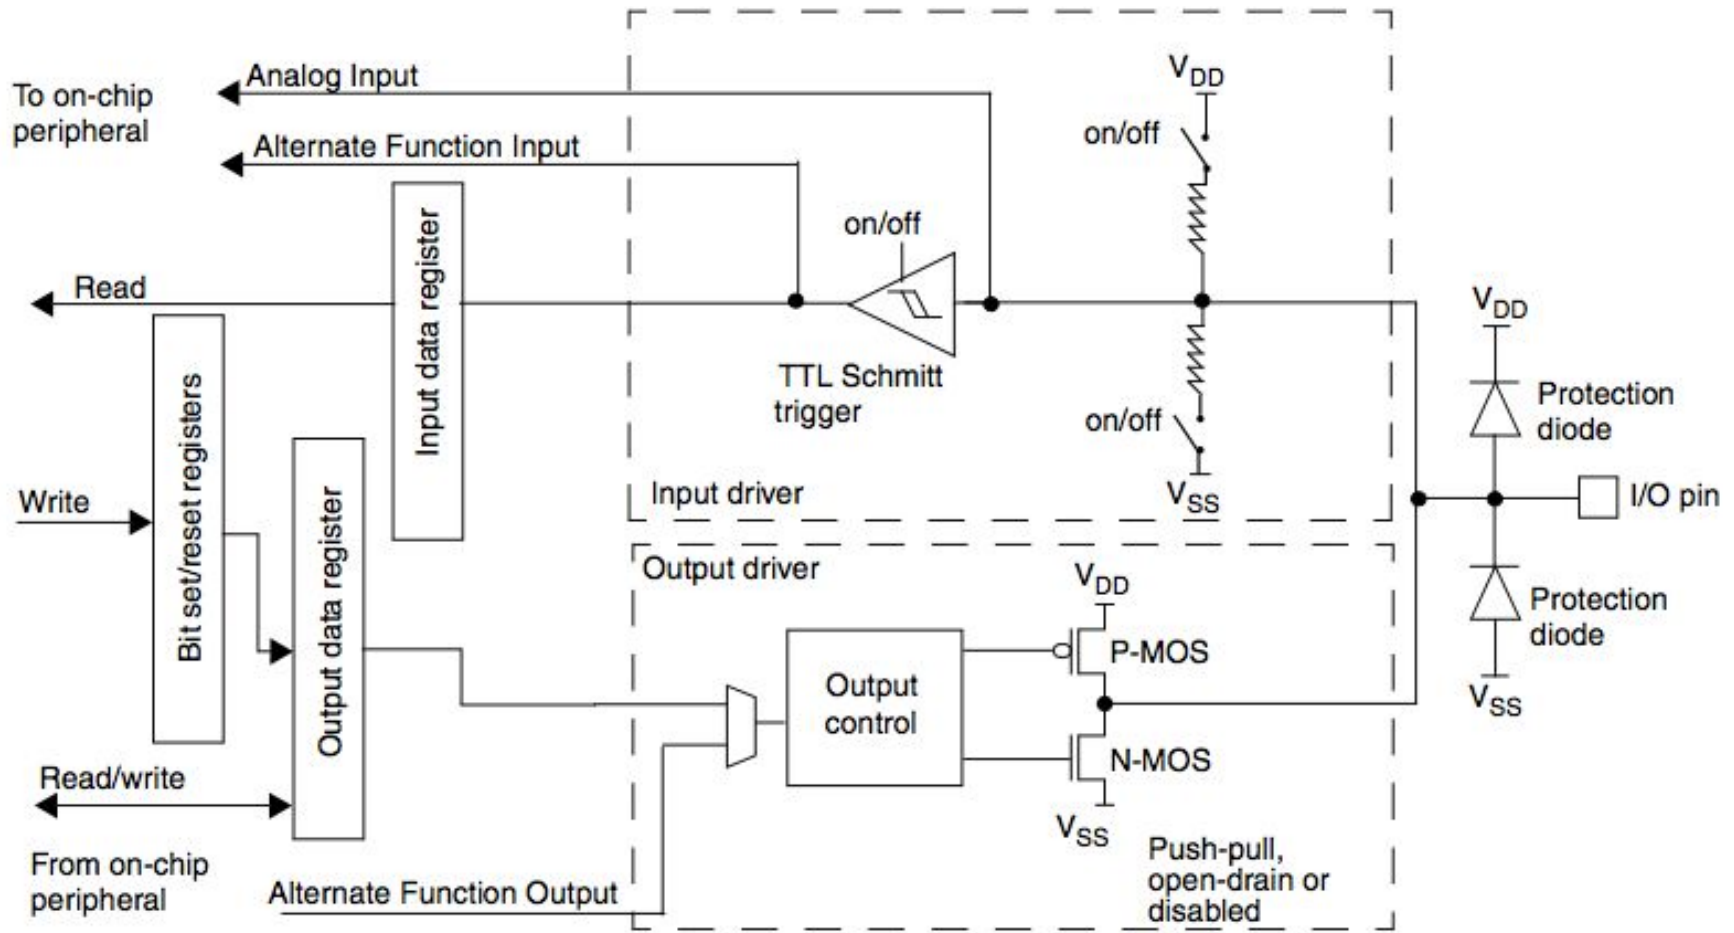 To on-chip
peripheral
Analog Input
Alternate Function Input
Read
Input data register
on/off
TTL Schmitt
trigger
VDD
on/off
on/off
VSS
Input driver
VDD
Protection
diode
I/O pin
Protection
diode
VSS
Write
Bit set/reset registers
Output data register
Read/write
From on-chip
peripheral
Alternate Function Output
Output driver
Output
control
VDD
P-MOS
N-MOS
VSS
Push-pull,
open-drain or
disabled